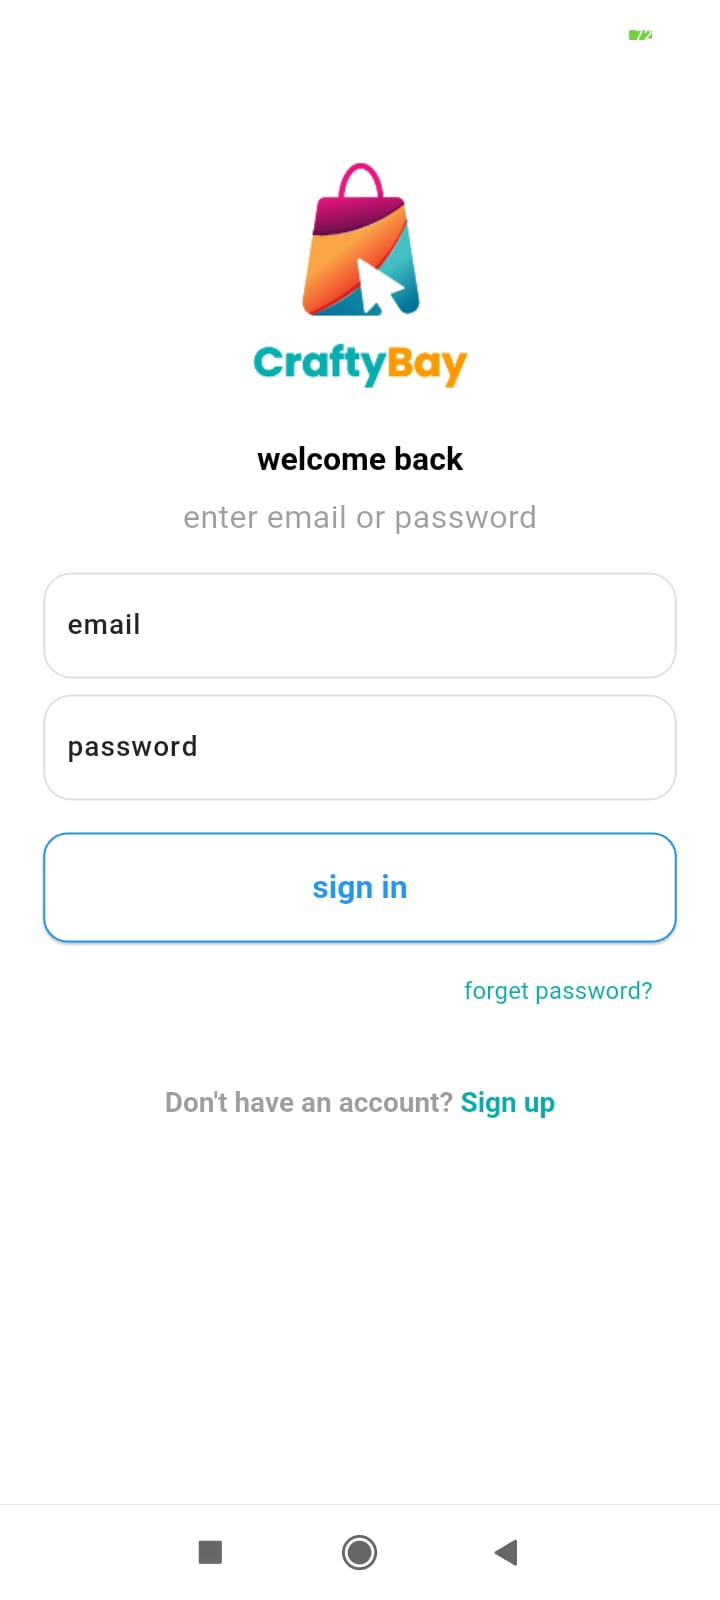 72
CraftyBay
welcome back
enter email or password
email
password
sign in
forget password?
Don't have an account? Sign up